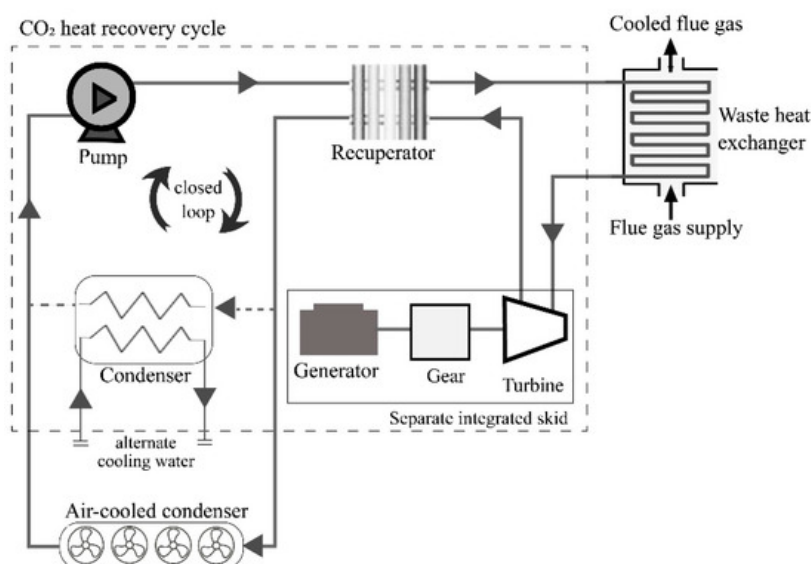 CO₂ heat recovery cycle
Cooled flue gas
Pump
Recuperator
Waste heat
exchanger
closed
loop
Flue gas supply
Condenser
Generator
Gear
Turbine
Separate integrated skid
alternate
cooling water
Air-cooled condenser